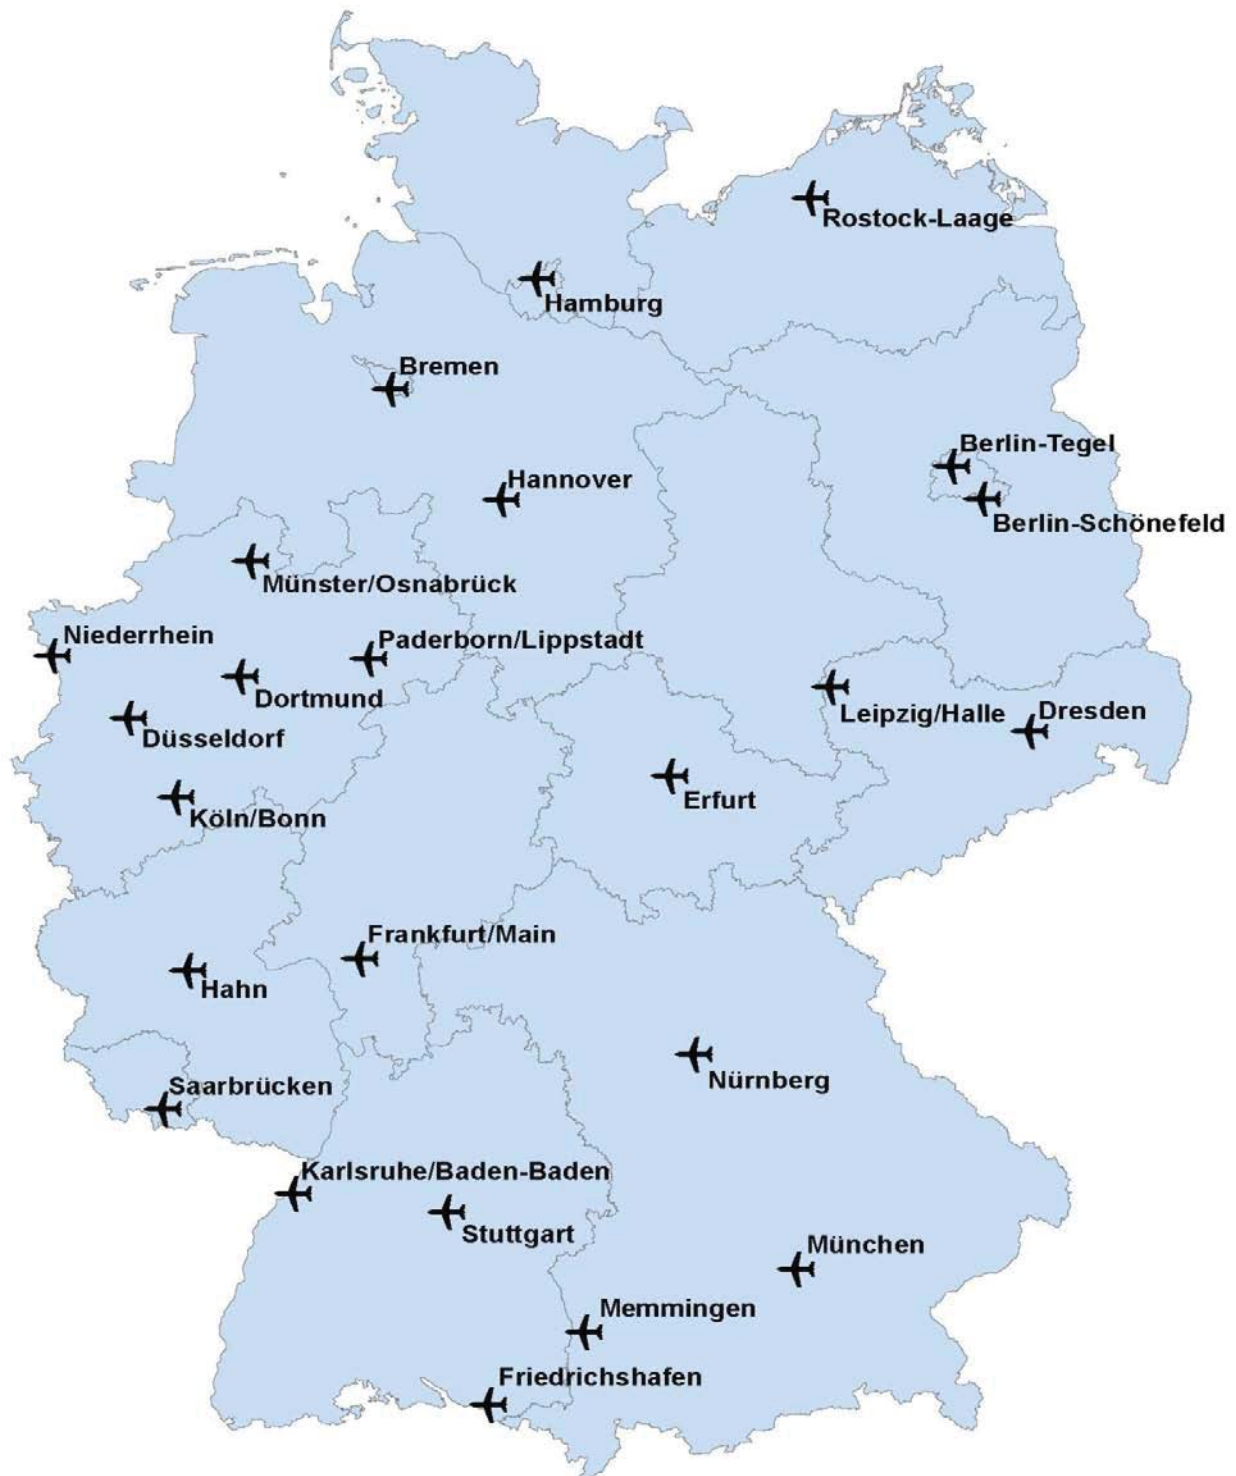 Rostock-Laage
Hamburg
Bremen
Berlin-Tegel
Hannover
Berlin-Schönefeld
Münster/Osnabrück
Niederrhein
Paderborn/Lippstadt
Dortmund
Leipzig/Halle
Dresden
Düsseldorf
Erfurt
Köln/Bonn
Frankfurt/Main
Hahn
Nürnberg
Saarbrücken
Karlsruhe/Baden-Baden
Stuttgart
München
Memmingen
Friedrichshafen